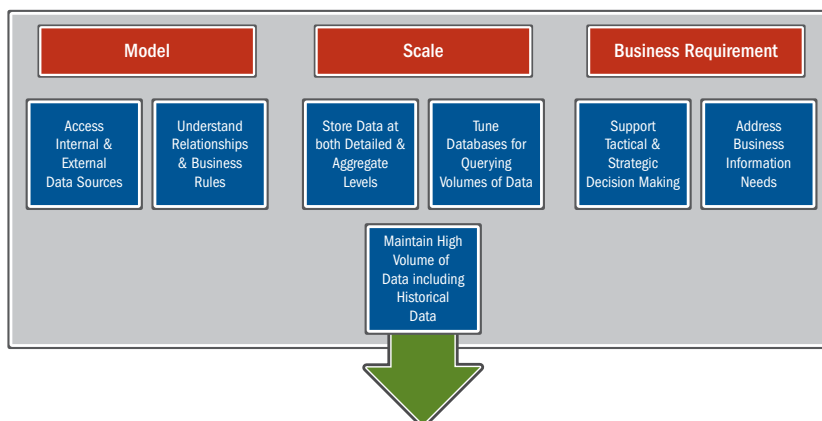 Model
Scale
Business Requirement
Access
Internal &
External
Data Sources
Understand
Relationships
& Business
Rules
Store Data at
both Detailed &
Aggregate
Levels
Tune
Databases for
Querying
Volumes of Data
Support
Tactical &
Strategic
Decision Making
Address
Business
Information
Needs
Maintain High
Volume of
Data including
Historical
Data